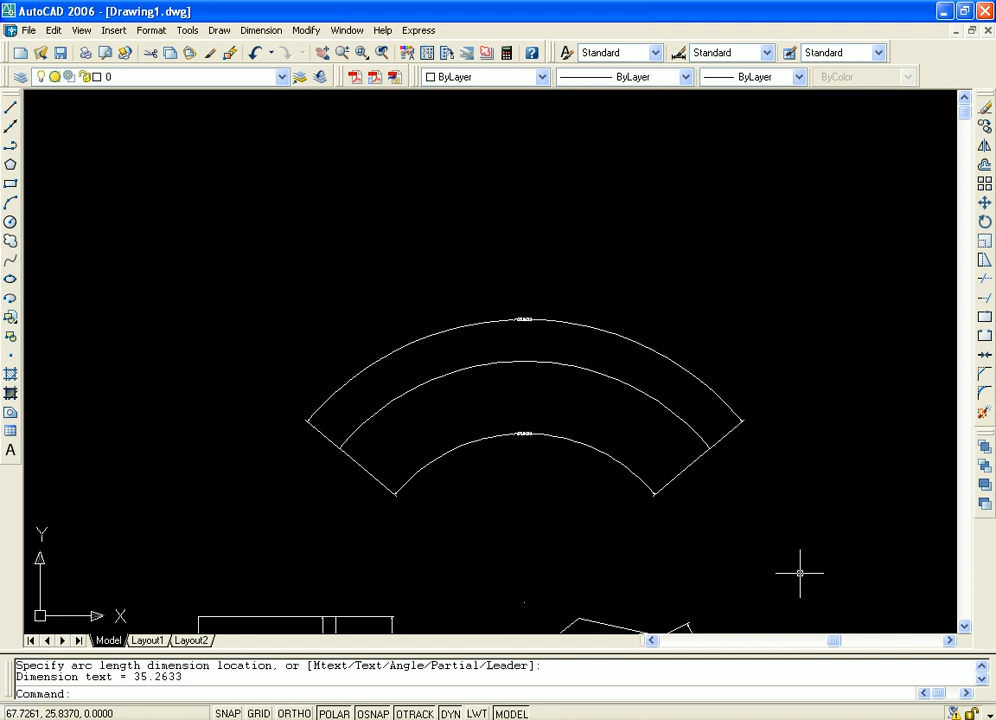 AutoCAD 2006 - [Drawing1.dwg]
File Edit View Insert Format Tools Draw Dimension Modify Window Help Express
Standard Standard Standard
0 ByLayer ByLayer ByLayer ByColor
A
Y
X
Model Layout1 Layout2
Specify arc length dimension location, or [Mtext/Text/Angle/Partial/Leader]:
Dimension text = 35.2633
Command:
67.7261, 25.8370, 0.0000 SNAP GRID ORTHO POLAR OSNAP OTRACK DYN LWT MODEL